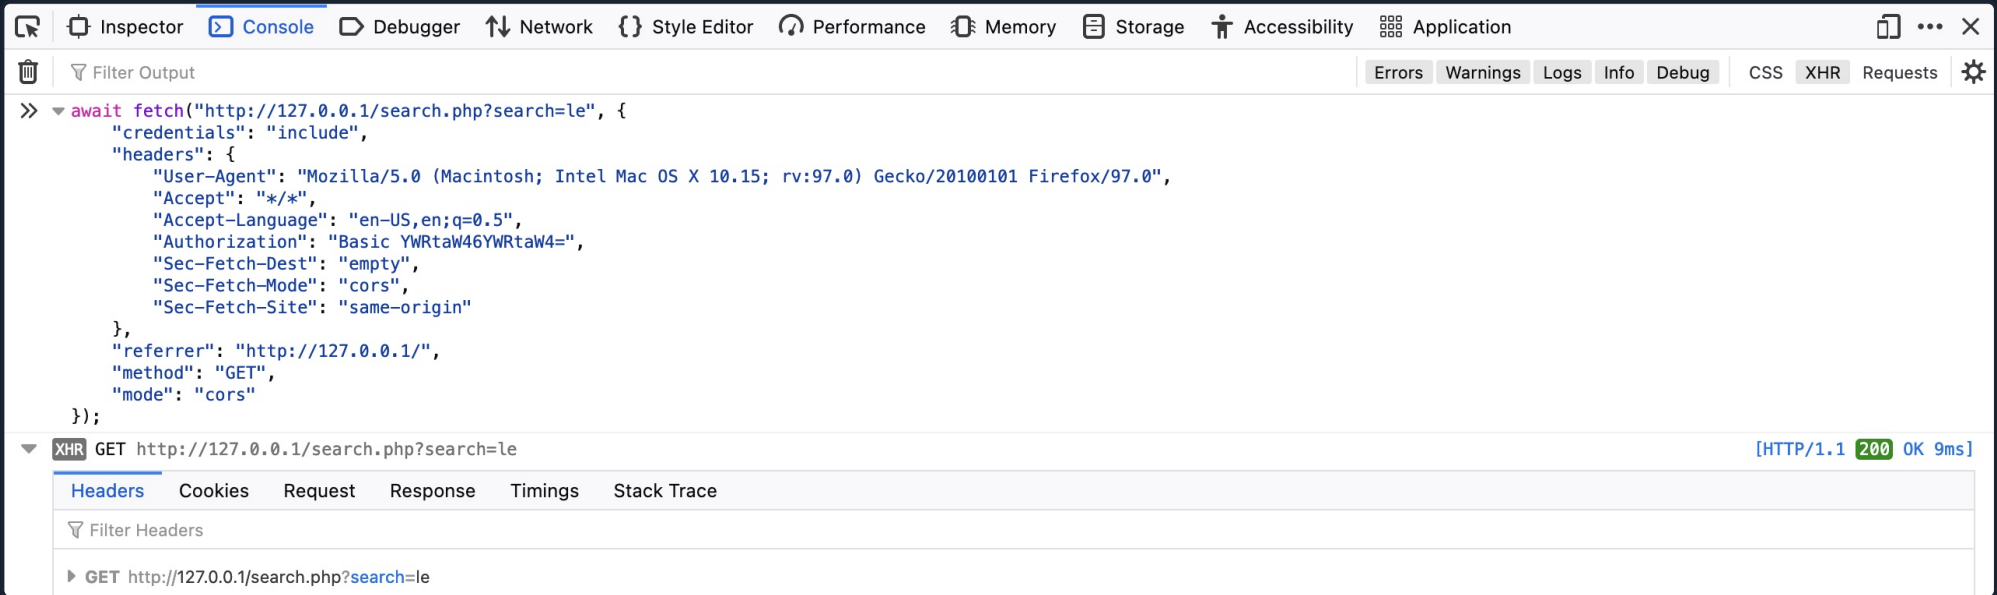 Inspector Console Debugger Network Style Editor Performance Memory Storage Accessibility Application
Filter Output Errors Warnings Logs Info Debug CSS XHR Requests
await fetch("http://127.0.0.1/search.php?search=le", {
"credentials": "include",
"headers": {
"User-Agent": "Mozilla/5.0 (Macintosh; Intel Mac OS X 10.15; rv:97.0) Gecko/20100101 Firefox/97.0",
"Accept": "*/*",
"Accept-Language": "en-US,en;q=0.5",
"Authorization": "Basic YWRtaW46YWRtaW4=",
"Sec-Fetch-Dest": "empty",
"Sec-Fetch-Mode": "cors",
"Sec-Fetch-Site": "same-origin"
},
"referrer": "http://127.0.0.1/",
"method": "GET",
"mode": "cors"
});
XHR GET http://127.0.0.1/search.php?search=le [HTTP/1.1 200 OK 9ms]
Headers Cookies Request Response Timings Stack Trace
Filter Headers
GET http://127.0.0.1/search.php?search=le